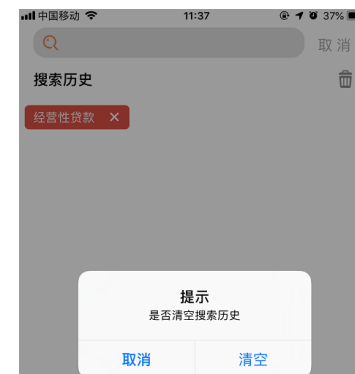 中国移动 11:37 37%
取消
搜索历史
经营性贷款 ×
提示
是否清空搜索历史
取消 清空